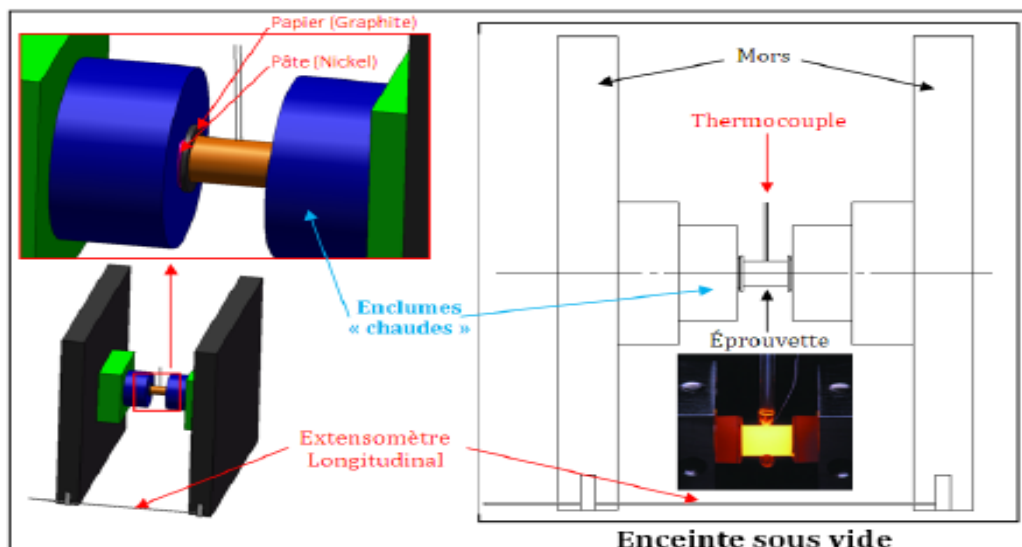 Papier (Graphite)
Pâte (Nickel)
Mors
Thermocouple
Enclumes
« chaudes »
Éprouvette
Extensomètre
Longitudinal
Enceinte sous vide